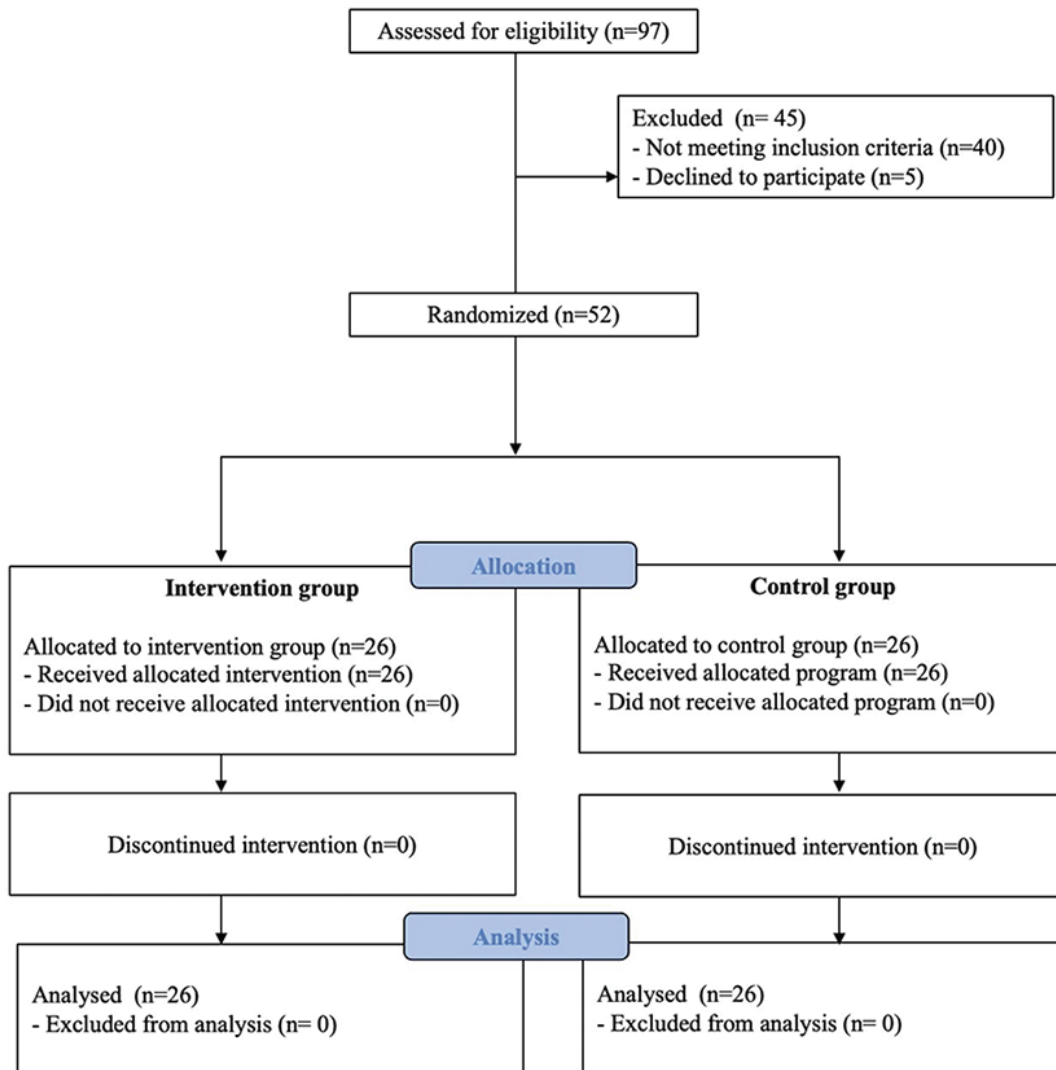 Assessed for eligibility (n=97)
Excluded  (n= 45)
- Not meeting inclusion criteria (n=40)
- Declined to participate (n=5)
Randomized (n=52)
Allocation
Intervention group
Allocated to intervention group (n=26)
- Received allocated intervention (n=26)
- Did not receive allocated intervention (n=0)
Control group
Allocated to control group (n=26)
- Received allocated program (n=26)
- Did not receive allocated program (n=0)
Discontinued intervention (n=0)
Discontinued intervention (n=0)
Analysis
Analysed  (n=26)
- Excluded from analysis (n= 0)
Analysed  (n=26)
- Excluded from analysis (n= 0)